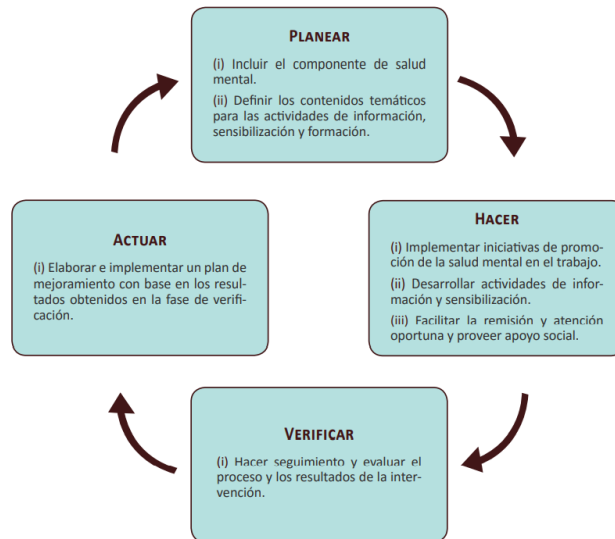 PLANEAR
(i) Incluir el componente de salud
mental.
(ii) Definir los contenidos temáticos
para las actividades de información,
sensibilización y formación.
HACER
(i) Implementar iniciativas de promo-
ción de la salud mental en el trabajo.
(ii) Desarrollar actividades de infor-
mación y sensibilización.
(iii) Facilitar la remisión y atención
oportuna y proveer apoyo social.
VERIFICAR
(i) Hacer seguimiento y evaluar el
proceso y los resultados de la inter-
vención.
ACTUAR
(i) Elaborar e implementar un plan de
mejoramiento con base en los resul-
tados obtenidos en la fase de verifi-
cación.